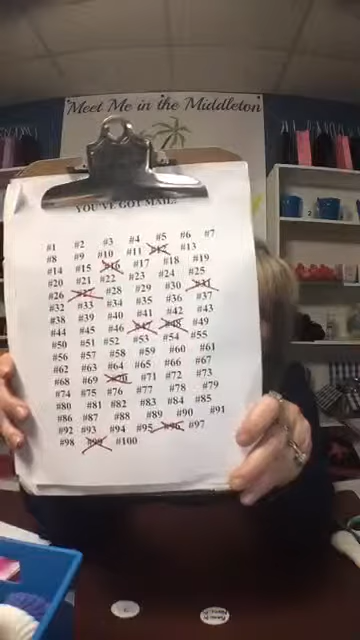 Meet Me in the Middleton
YOU'VE GOT MAIL!
#1 #2 #3 #4 #5 #6 #7
#8 #9 #10 #11 #12 #13
#14 #15 #16 #17 #18 #19
#20 #21 #22 #23 #24 #25
#26 #27 #28 #29 #30 #31
#32 #33 #34 #35 #36 #37
#38 #39 #40 #41 #42 #43
#44 #45 #46 #47 #48 #49
#50 #51 #52 #53 #54 #55
#56 #57 #58 #59 #60 #61
#62 #63 #64 #65 #66 #67
#68 #69 #70 #71 #72 #73
#74 #75 #76 #77 #78 #79
#80 #81 #82 #83 #84 #85
#86 #87 #88 #89 #90 #91
#92 #93 #94 #95 #96 #97
#98 #99 #100